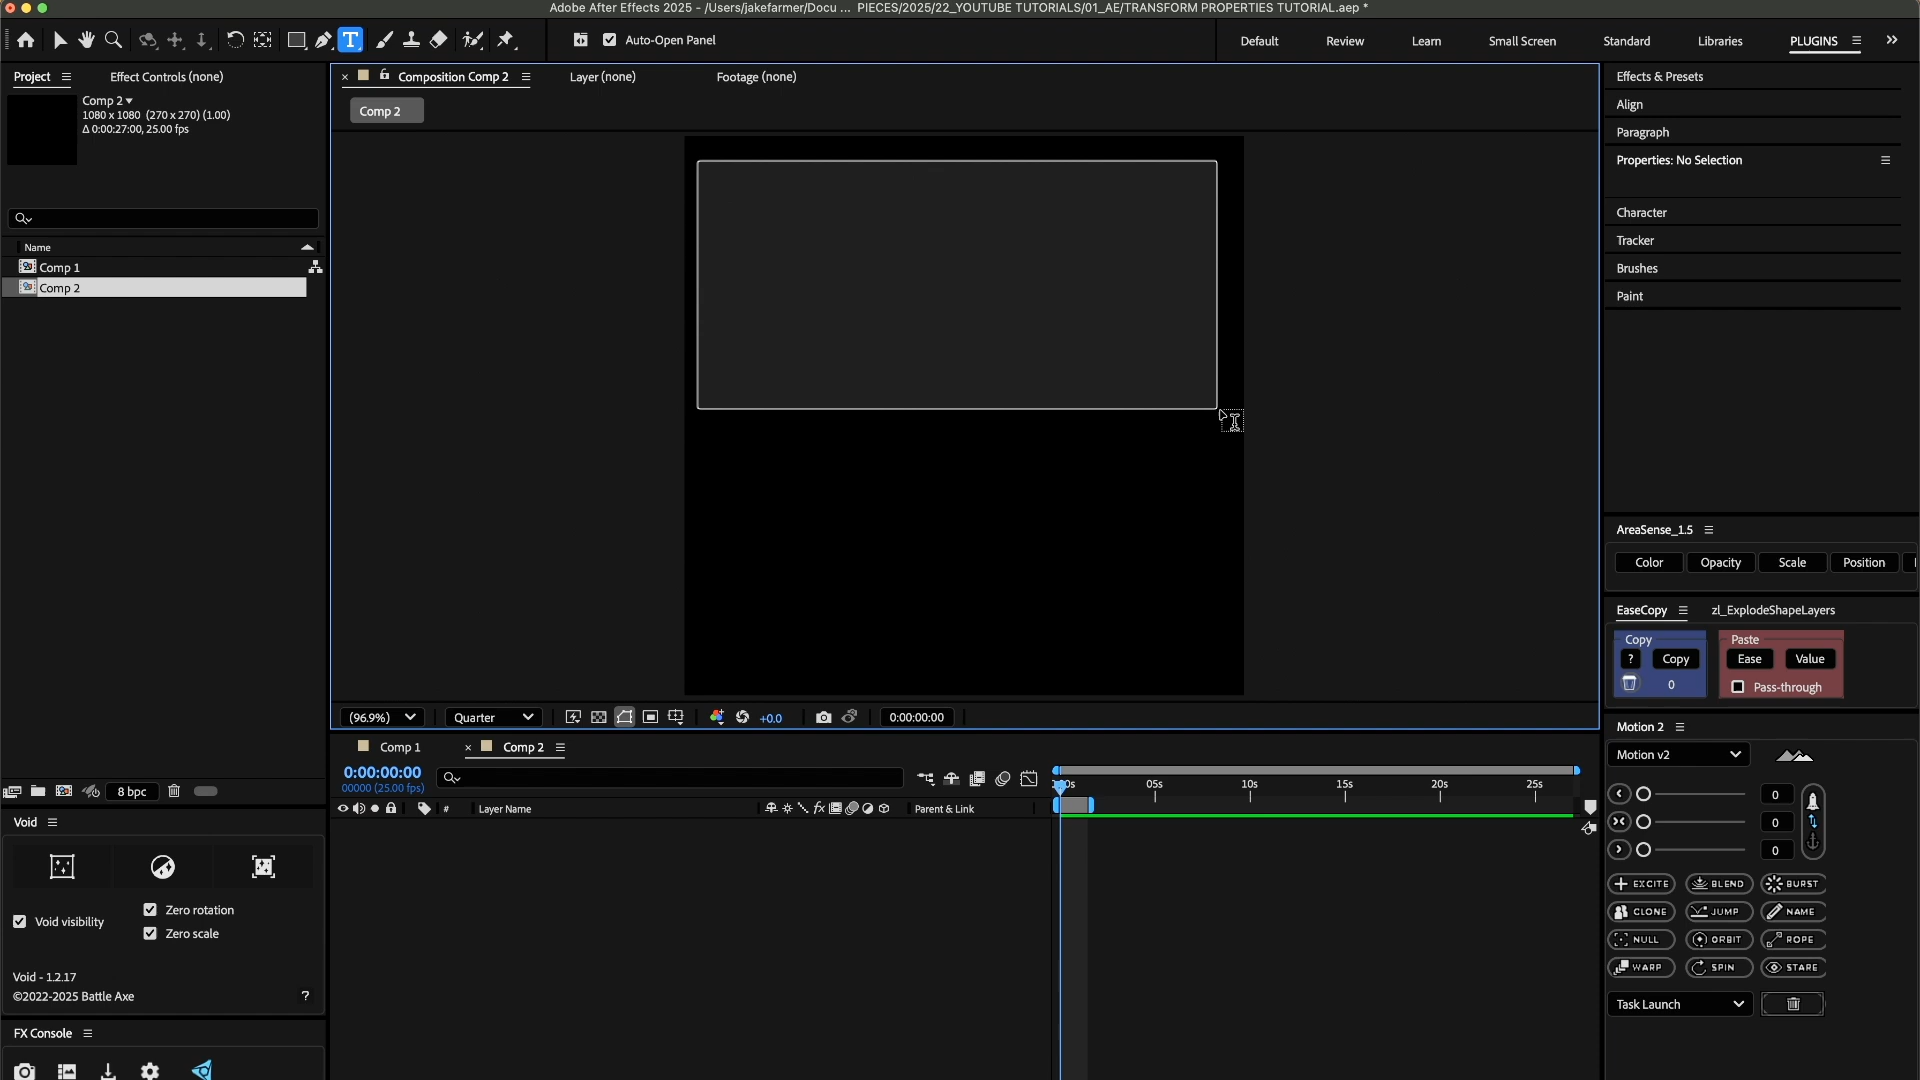 Adobe After Effects 2025 - /Users/jakefarmer/Docu ... PIECES/2025/22_YOUTUBE TUTORIALS/01_AE/TRANSFORM PROPERTIES TUTORIAL.aep *
T Auto-Open Panel Default Review Learn Small Screen Standard Libraries PLUGINS
Project Effect Controls (none)
Comp 2
1080 x 1080 (270 x 270) (1.00)
Δ 0:00:27:00, 25.00 fps
Name
Comp 1
Comp 2
8 bpc
Composition Comp 2 Layer (none) Footage (none)
Comp 2
(96.9%) Quarter +0.0 0:00:00:00
Effects & Presets
Align
Paragraph
Properties: No Selection
Character
Tracker
Brushes
Paint
AreaSense_1.5
Color Opacity Scale Position
EaseCopy zl_ExplodeShapeLayers
Copy Paste
? Copy Ease Value
0 Pass-through
Motion 2
Motion v2
0
0
0
EXCITE BLEND BURST
CLONE JUMP NAME
NULL ORBIT ROPE
WARP SPIN STARE
Task Launch
Comp 1 Comp 2
0:00:00:00
00000 (25.00 fps)
05s 10s 15s 20s 25s
# Layer Name fx Parent & Link
Void
Void visibility
Zero rotation
Zero scale
Void - 1.2.17
©2022-2025 Battle Axe ?
FX Console